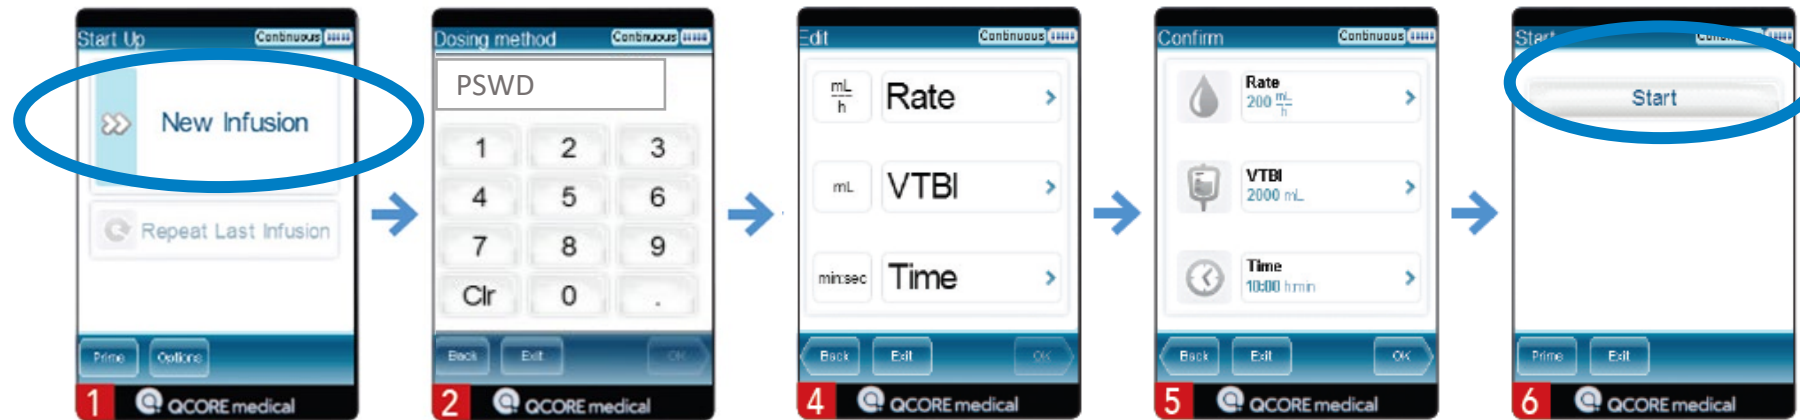 Start Up
Continuous
New Infusion
Repeat Last Infusion
Prime
Options
1
QCORE medical
Dosing method
Continuous
PSWD
1 2 3
4 5 6
7 8 9
Clr 0 .
Back
Exit
OK
2
QCORE medical
Edit
Continuous
mL/h Rate
mL VTBI
min:sec Time
Back
Exit
OK
4
QCORE medical
Confirm
Continuous
Rate
200 mL/h
VTBI
2000 mL
Time
10:00 h:min
Back
Exit
OK
5
QCORE medical
Start
Start
Prime
Exit
6
QCORE medical